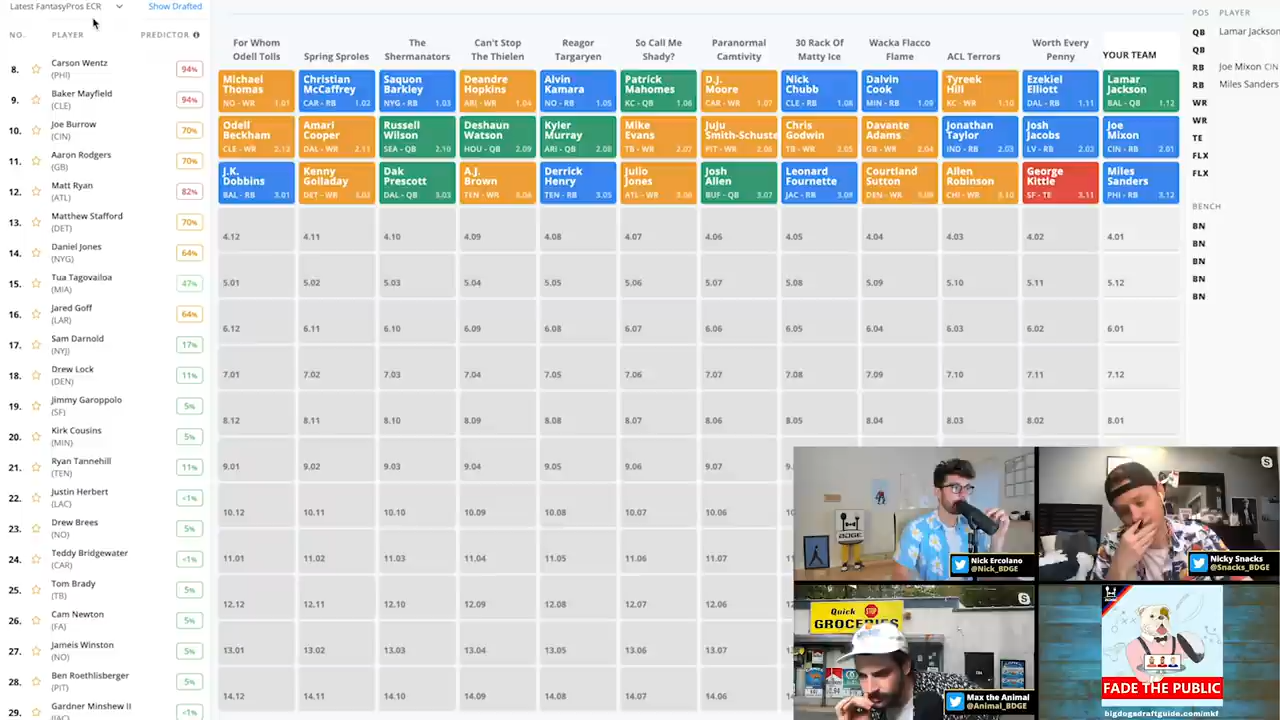 Latest FantasyPros ECR
Show Drafted
NO. PLAYER PREDICTOR
8. Carson Wentz (PHI) 94%
9. Baker Mayfield (CLE) 94%
10. Joe Burrow (CIN) 70%
11. Aaron Rodgers (GB) 70%
12. Matt Ryan (ATL) 82%
13. Matthew Stafford (DET) 70%
14. Daniel Jones (NYG) 64%
15. Tua Tagovailoa (MIA) 47%
16. Jared Goff (LAR) 64%
17. Sam Darnold (NYJ) 17%
18. Drew Lock (DEN) 11%
19. Jimmy Garoppolo (SF) 5%
20. Kirk Cousins (MIN) 5%
21. Ryan Tannehill (TEN) 11%
22. Justin Herbert (LAC) <1%
23. Drew Brees (NO) 5%
24. Teddy Bridgewater (CAR) <1%
25. Tom Brady (TB) 5%
26. Cam Newton (FA) 5%
27. Jameis Winston (NO) 5%
28. Ben Roethlisberger (PIT) 5%
29. Gardner Minshew II (JAC) <1%
For Whom Odell Tolls
Spring Sproles
The Shermanators
Can't Stop The Thielen
Reagor Targaryen
So Call Me Shady?
Paranormal Camtivity
30 Rack Of Matty Ice
Wacka Flacco Flame
ACL Terrors
Worth Every Penny
YOUR TEAM
Michael Thomas NO - WR 1.01
Christian McCaffrey CAR - RB 1.02
Saquon Barkley NYG - RB 1.03
Deandre Hopkins ARI - WR 1.04
Alvin Kamara NO - RB 1.05
Patrick Mahomes KC - QB 1.06
D.J. Moore CAR - WR 1.07
Nick Chubb CLE - RB 1.08
Dalvin Cook MIN - RB 1.09
Tyreek Hill KC - WR 1.10
Ezekiel Elliott DAL - RB 1.11
Lamar Jackson BAL - QB 1.12
Odell Beckham CLE - WR 2.12
Amari Cooper DAL - WR 2.11
Russell Wilson SEA - QB 2.10
Deshaun Watson HOU - QB 2.09
Kyler Murray ARI - QB 2.08
Mike Evans TB - WR 2.07
Juju Smith-Schuste PIT - WR 2.06
Chris Godwin TB - WR 2.05
Davante Adams GB - WR 2.04
Jonathan Taylor IND - RB 2.03
Josh Jacobs LV - RB 2.02
Joe Mixon CIN - RB 2.01
J.K. Dobbins BAL - RB 3.01
Kenny Golladay DET - WR 3.02
Dak Prescott DAL - QB 3.03
A.J. Brown TEN - WR 3.04
Derrick Henry TEN - RB 3.05
Julio Jones ATL - WR 3.06
Josh Allen BUF - QB 3.07
Leonard Fournette JAC - RB 3.08
Courtland Sutton DEN - WR 3.09
Allen Robinson CHI - WR 3.10
George Kittle SF - TE 3.11
Miles Sanders PHI - RB 3.12
4.12 4.11 4.10 4.09 4.08 4.07 4.06 4.05 4.04 4.03 4.02 4.01
5.01 5.02 5.03 5.04 5.05 5.06 5.07 5.08 5.09 5.10 5.11 5.12
6.12 6.11 6.10 6.09 6.08 6.07 6.06 6.05 6.04 6.03 6.02 6.01
7.01 7.02 7.03 7.04 7.05 7.06 7.07 7.08 7.09 7.10 7.11 7.12
8.12 8.11 8.10 8.09 8.08 8.07 8.06 8.05 8.04 8.03 8.02 8.01
9.01 9.02 9.03 9.04 9.05 9.06 9.07
10.12 10.11 10.10 10.09 10.08 10.07 10.06
11.01 11.02 11.03 11.04 11.05 11.06 11.07
12.12 12.11 12.10 12.09 12.08 12.07 12.06
13.01 13.02 13.03 13.04 13.05 13.06 13.07
14.12 14.11 14.10 14.09 14.08 14.07 14.06
POS PLAYER
QB Lamar Jackson
QB
RB Joe Mixon CIN
RB Miles Sanders
WR
WR
TE
FLX
FLX
BENCH
BN
BN
BN
BN
BN
BDGE
Nick Ercolano
@Nick_BDGE
Nicky Snacks
@Snacks_BDGE
Quick STOP
GROCERIES
Max the Animal
@Animal_BDGE
FADE THE PUBLIC
bigdogsdraftguide.com/mkf